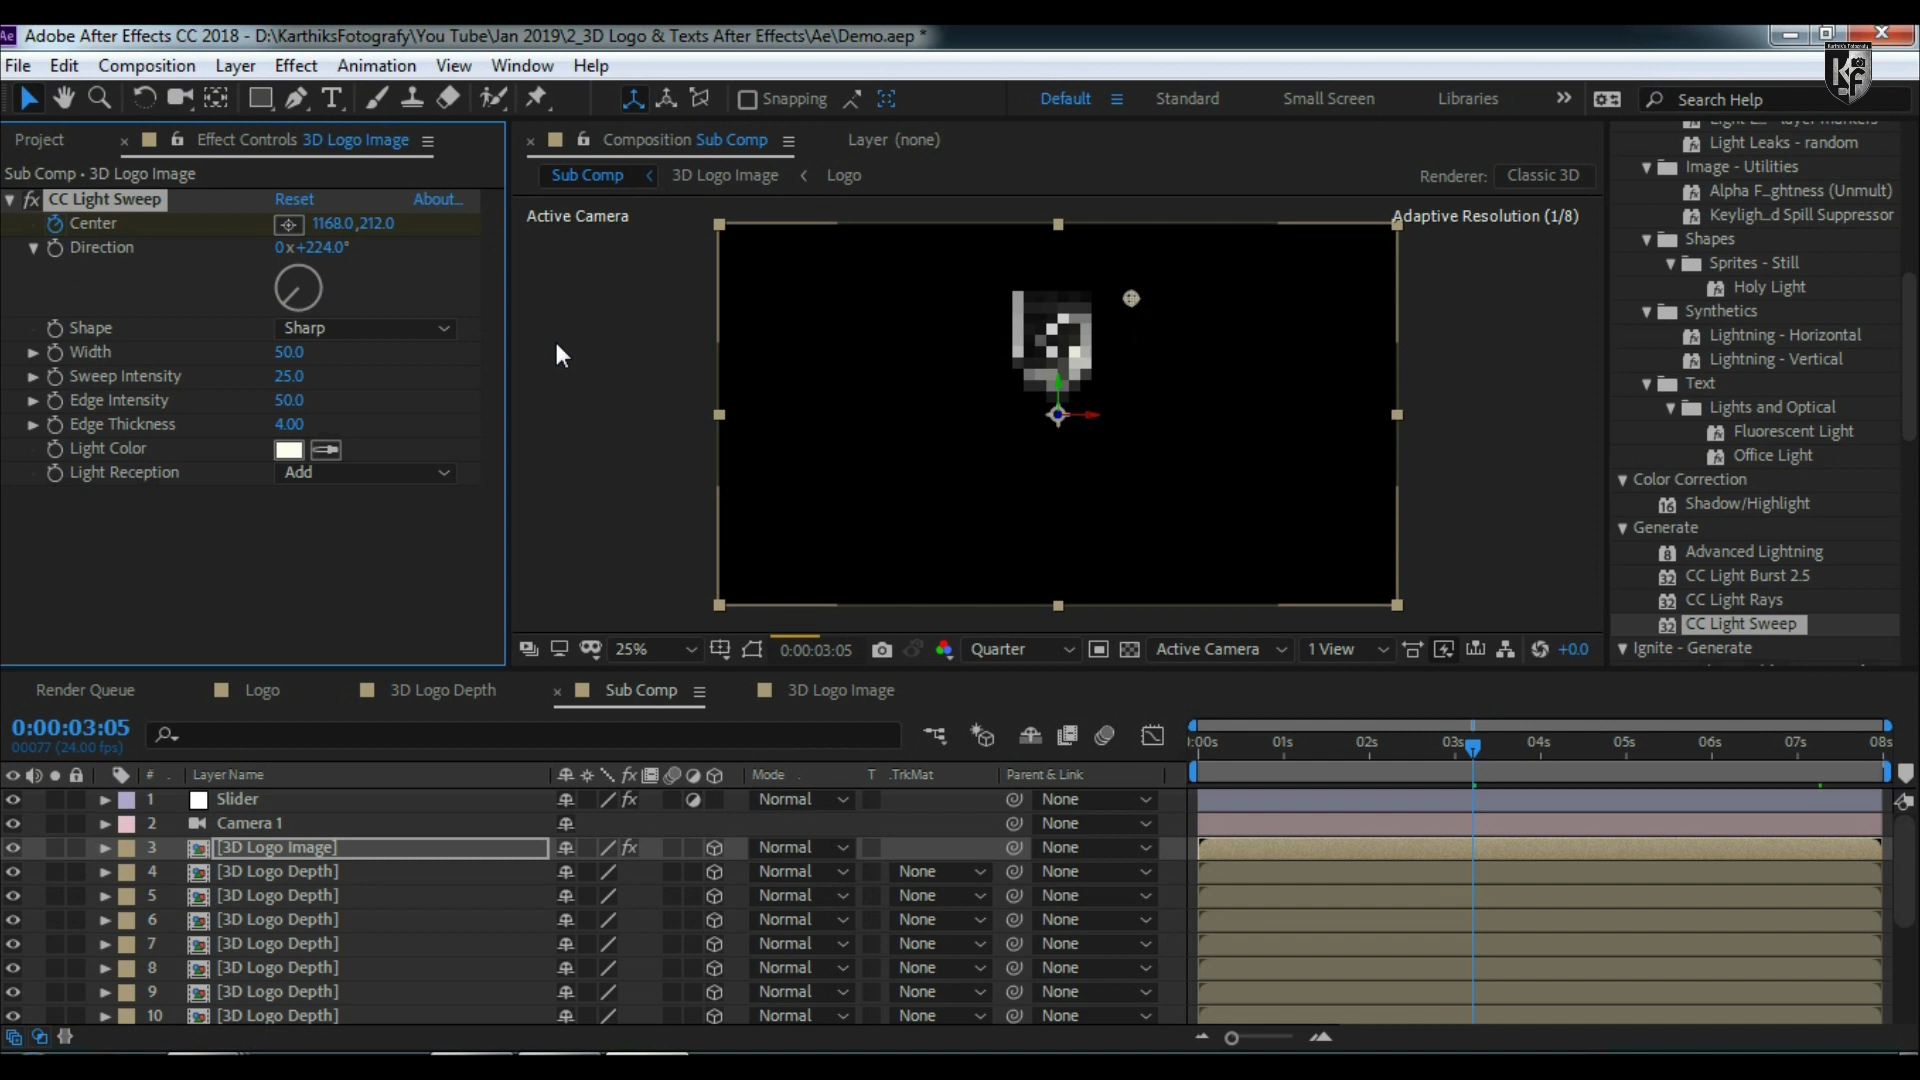 Adobe After Effects CC 2018 - D:\KarthiksFotografy\You Tube\Jan 2019\2_3D Logo & Texts After Effects\Ae\Demo.aep *
File Edit Composition Layer Effect Animation View Window Help
Snapping Default Standard Small Screen Libraries Search Help
Project Effect Controls 3D Logo Image
Sub Comp • 3D Logo Image
fx CC Light Sweep Reset About...
Center 1168.0,212.0
Direction 0x+224.0°
Shape Sharp
Width 50.0
Sweep Intensity 25.0
Edge Intensity 50.0
Edge Thickness 4.00
Light Color
Light Reception Add
Composition Sub Comp Layer (none)
Sub Comp 3D Logo Image Logo Renderer: Classic 3D
Active Camera Adaptive Resolution (1/8)
25% 0:00:03:05 Quarter Active Camera 1 View +0.0
Light Leaks - random
Image - Utilities
Alpha F...ghtness (Unmult)
Keyligh...d Spill Suppressor
Shapes
Sprites - Still
Holy Light
Synthetics
Lightning - Horizontal
Lightning - Vertical
Text
Lights and Optical
Fluorescent Light
Office Light
Color Correction
Shadow/Highlight
Generate
Advanced Lightning
CC Light Burst 2.5
CC Light Rays
CC Light Sweep
Ignite - Generate
Render Queue Logo 3D Logo Depth Sub Comp 3D Logo Image
0:00:03:05
00077 (24.00 fps)
:00s 01s 02s 03s 04s 05s 06s 07s 08s
# Layer Name Mode T .TrkMat Parent & Link
1 Slider fx Normal None
2 Camera 1 None
3 [3D Logo Image] fx Normal None
4 [3D Logo Depth] Normal None None
5 [3D Logo Depth] Normal None None
6 [3D Logo Depth] Normal None None
7 [3D Logo Depth] Normal None None
8 [3D Logo Depth] Normal None None
9 [3D Logo Depth] Normal None None
10 [3D Logo Depth] Normal None None